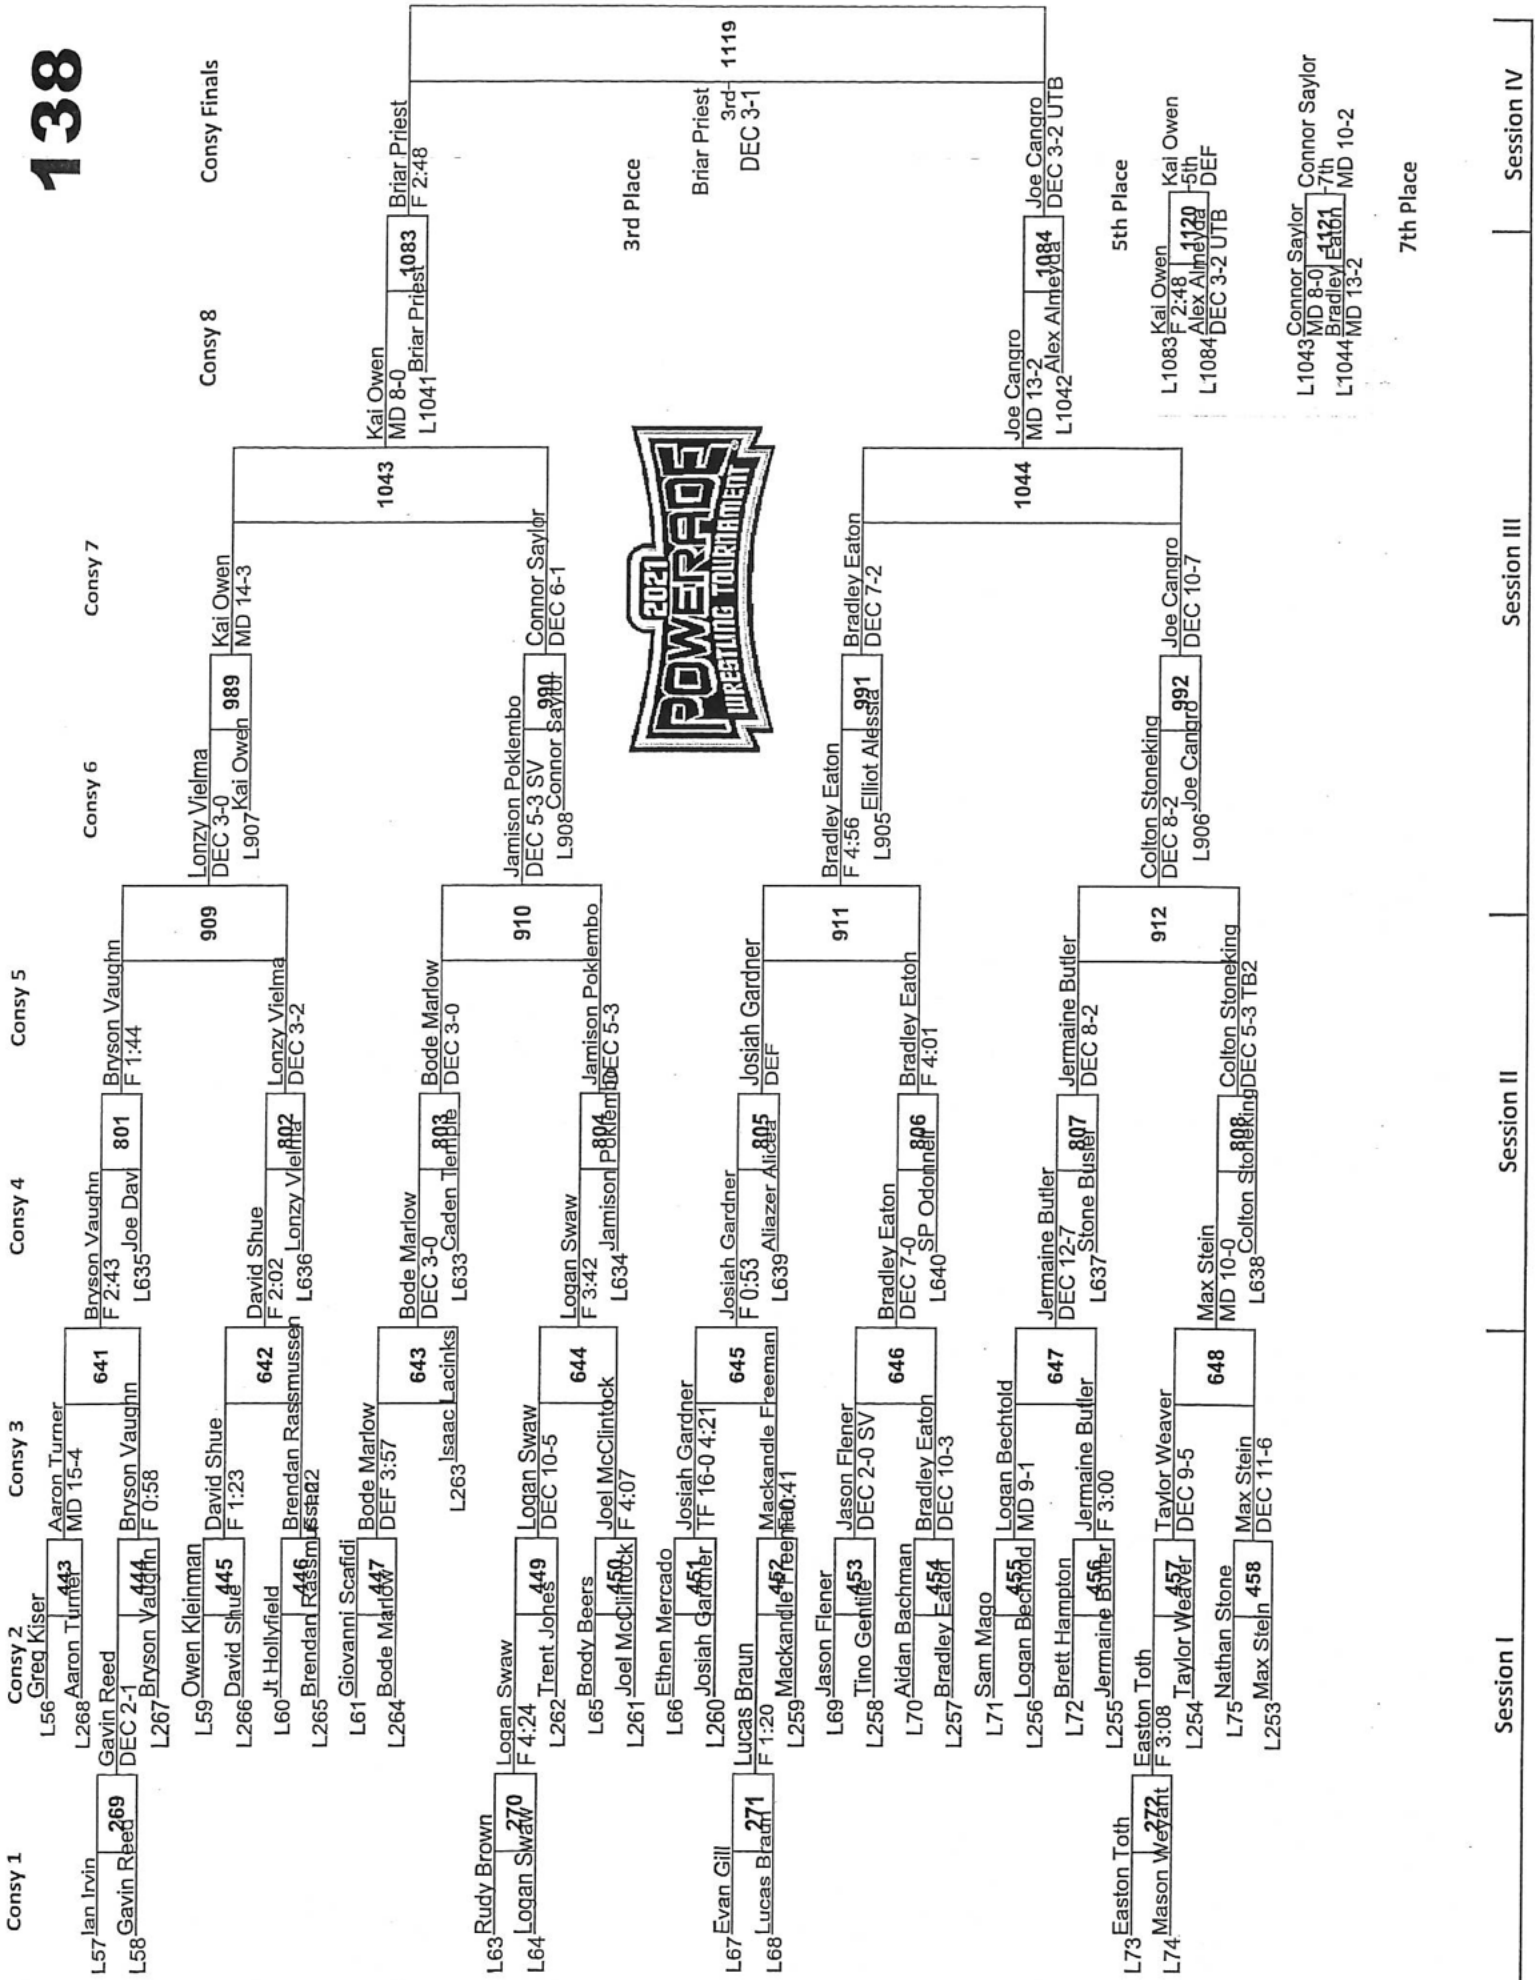 138
Consy 1
Consy 2
Consy 3
Consy 4
Consy 5
Consy 6
Consy 7
Consy 8
Consy Finals
L57 Ian Irvin
269
L58 Gavin Reed
L63 Rudy Brown
270
L64 Logan Swaw
L67 Evan Gill
271
L68 Lucas Braun
L73 Easton Toth
272
L74 Mason Weyant
L56 Greg Kiser
443
L268 Aaron Turner
Gavin Reed
DEC 2-1
444
L267 Bryson Vaughn
L59 Owen Kleinman
445
L266 David Shue
L60 Jt Hollyfield
446
L265 Brendan Rassmussen
L61 Giovanni Scafidi
447
L264 Bode Marlow
Logan Swaw
F 4:24
449
L262 Trent Jones
L65 Brody Beers
450
L261 Joel McClintock
L66 Ethen Mercado
451
L260 Josiah Gardner
Lucas Braun
F 1:20
452
L259 Mackandle Freeman
L69 Jason Flener
453
L258 Tino Gentile
L70 Aidan Bachman
454
L257 Bradley Eaton
L71 Sam Mago
455
L256 Logan Bechtold
L72 Brett Hampton
456
L255 Jermaine Butler
Easton Toth
F 3:08
457
L254 Taylor Weaver
L75 Nathan Stone
458
L253 Max Stein
Aaron Turner
MD 15-4
641
Bryson Vaughn
F 0:58
David Shue
F 1:23
642
Brendan Rassmussen
F 1:22
Bode Marlow
DEF 3:57
643
L263 Isaac Lacinks
Logan Swaw
DEC 10-5
644
Joel McClintock
F 4:07
Josiah Gardner
TF 16-0 4:21
645
Mackandle Freeman
F 0:41
Jason Flener
DEC 2-0 SV
646
Bradley Eaton
DEC 10-3
Logan Bechtold
MD 9-1
647
Jermaine Butler
F 3:00
Taylor Weaver
DEC 9-5
648
Max Stein
DEC 11-6
Bryson Vaughn
F 2:43
801
L635 Joe Davi
David Shue
F 2:02
802
L636 Lonzy Vielma
Bode Marlow
DEC 3-0
803
L633 Caden Temple
Logan Swaw
F 3:42
804
L634 Jamison Poklembo
Josiah Gardner
F 0:53
805
L639 Aliazer Alicea
Bradley Eaton
DEC 7-0
806
L640 SP Odonnell
Jermaine Butler
DEC 12-7
807
L637 Stone Busler
Max Stein
MD 10-0
808
L638 Colton Stoneking
Bryson Vaughn
F 1:44
909
Lonzy Vielma
DEC 3-2
Bode Marlow
DEC 3-0
910
Jamison Poklembo
DEC 5-3
Josiah Gardner
DEF
911
Bradley Eaton
F 4:01
Jermaine Butler
DEC 8-2
912
Colton Stoneking
DEC 5-3 TB2
Lonzy Vielma
DEC 3-0
989
L907 Kai Owen
Jamison Poklembo
DEC 5-3 SV
990
L908 Connor Saylor
Bradley Eaton
F 4:56
991
L905 Elliot Alessia
Colton Stoneking
DEC 8-2
992
L906 Joe Cangro
Kai Owen
MD 14-3
1043
Connor Saylor
DEC 6-1
2021
POWERADE
WRESTLING TOURNAMENT
Bradley Eaton
DEC 7-2
1044
Joe Cangro
DEC 10-7
Kai Owen
MD 8-0
1083
L1041 Briar Priest
Joe Cangro
MD 13-2
1084
L1042 Alex Almeyda
Briar Priest
F 2:48
1119
Joe Cangro
DEC 3-2 UTB
Briar Priest
3rd
DEC 3-1
3rd Place
5th Place
L1083 Kai Owen
F 2:48
1120
L1084 Alex Almeyda
DEC 3-2 UTB
Kai Owen
5th
DEF
L1043 Connor Saylor
MD 8-0
1121
L1044 Bradley Eaton
MD 13-2
Connor Saylor
7th
MD 10-2
7th Place
Session I
Session II
Session III
Session IV